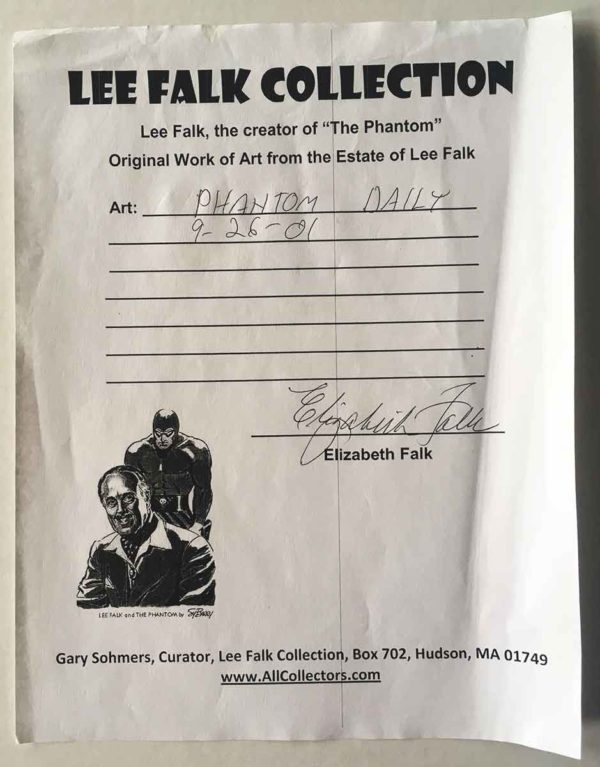 LEE FALK COLLECTION
Lee Falk, the creator of “The Phantom”
Original Work of Art from the Estate of Lee Falk
Art: PHANTOM DAILY
9-26-01
Elizabeth Falk
Elizabeth Falk
LEE FALK and THE PHANTOM by SyBarry
Gary Sohmers, Curator, Lee Falk Collection, Box 702, Hudson, MA 01749
www.AllCollectors.com